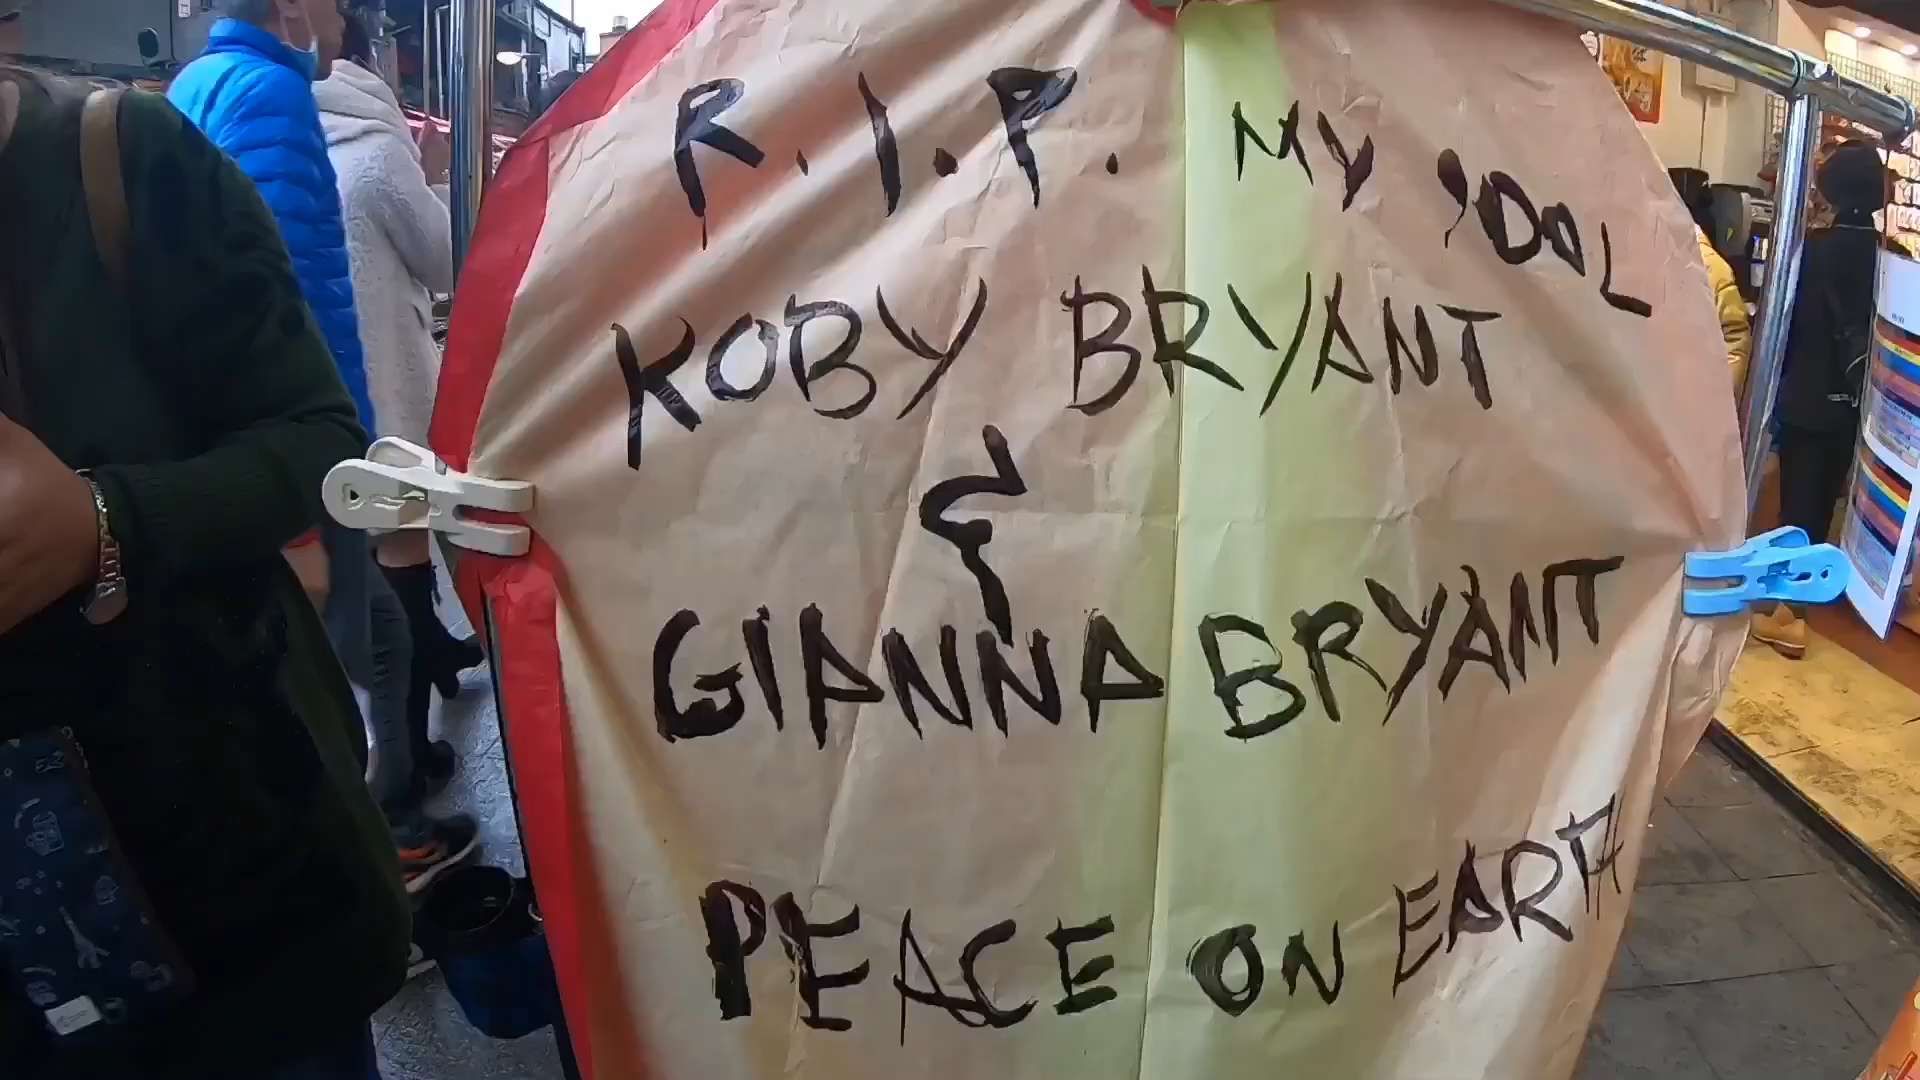 R.I.P. MY IDOL
KOBY BRYANT
&
GIANNA BRYANT
PEACE ON EARTH